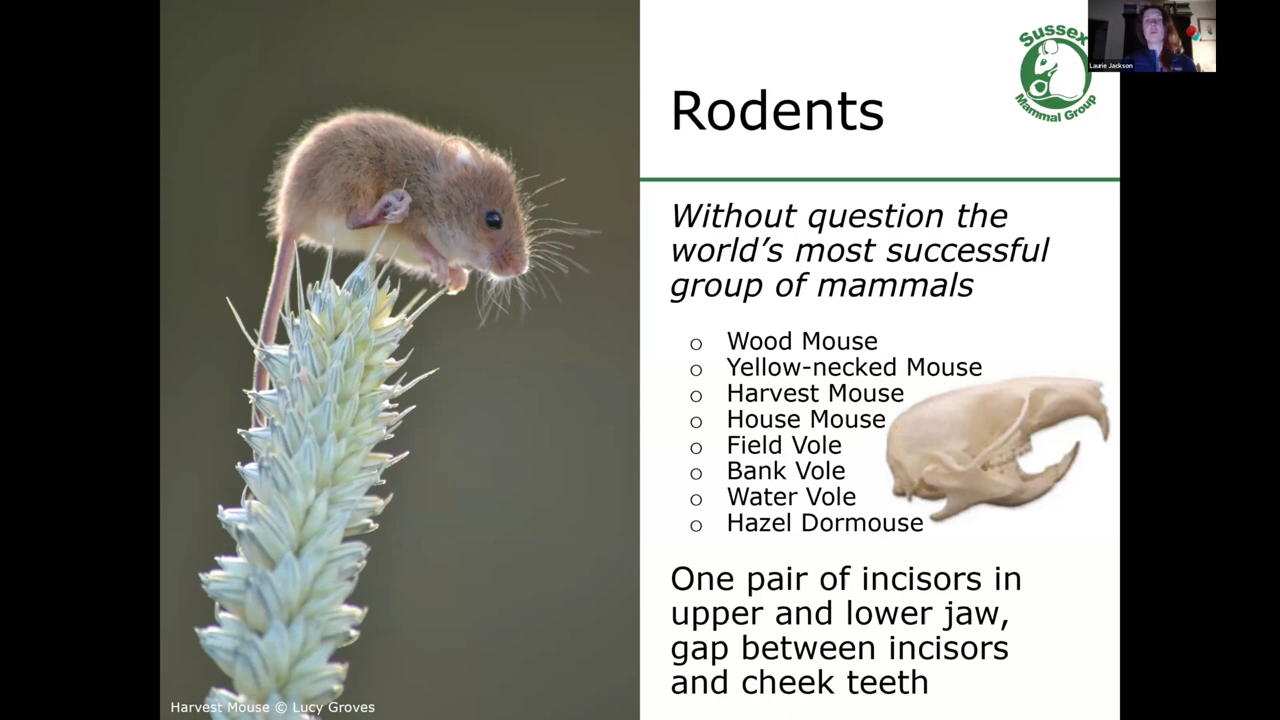 Sussex
Mammal Group
Laurie Jackson
Rodents
Without question the
world’s most successful
group of mammals
o Wood Mouse
o Yellow-necked Mouse
o Harvest Mouse
o House Mouse
o Field Vole
o Bank Vole
o Water Vole
o Hazel Dormouse
One pair of incisors in
upper and lower jaw,
gap between incisors
and cheek teeth
Harvest Mouse © Lucy Groves